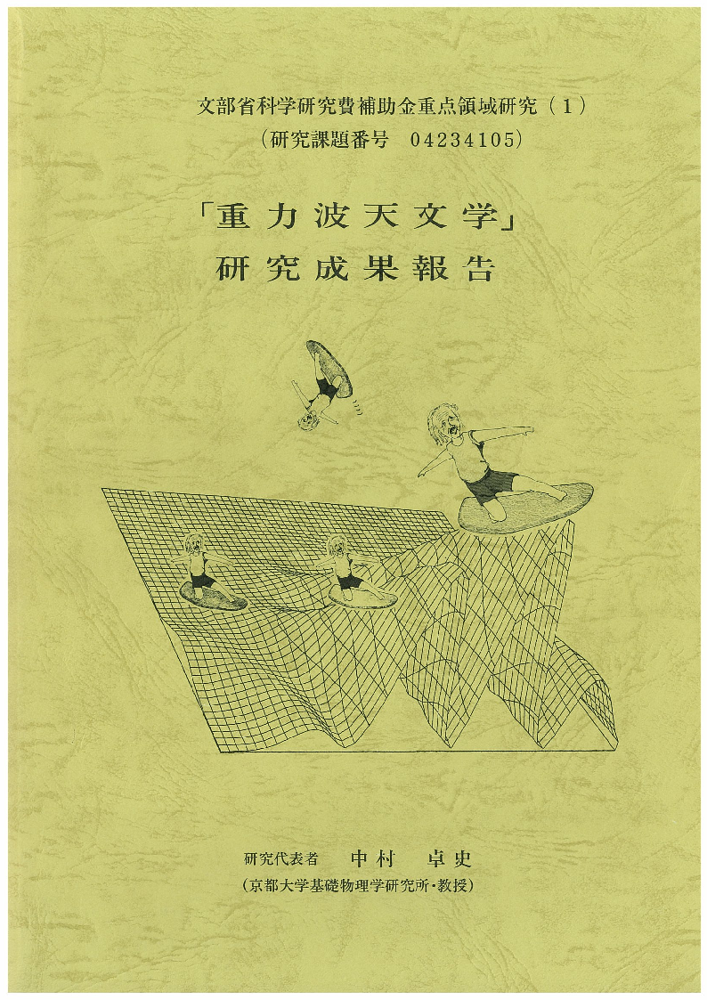 文部省科学研究費補助金重点領域研究(1)
(研究課題番号 04234105)
「重力波天文学」
研究成果報告
研究代表者 中村 卓史
(京都大学基礎物理学研究所・教授)